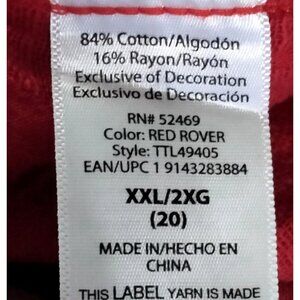 84% Cotton/Algodón
16% Rayon/Rayón
Exclusive of Decoration
Exclusivo de Decoración
RN# 52469
Color: RED ROVER
Style: TTL49405
EAN/UPC 1 9143283884
XXL/2XG
(20)
MADE IN/HECHO EN
CHINA
THIS LABEL YARN IS MADE